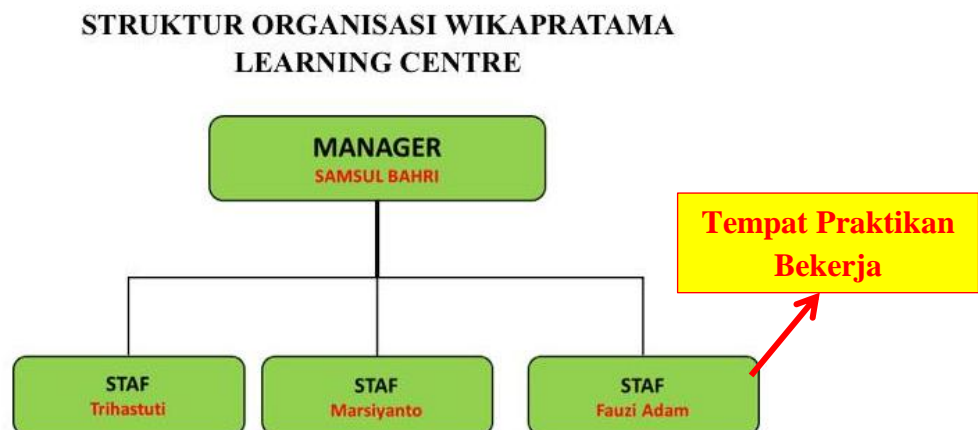 STRUKTUR ORGANISASI WIKAPRATAMA
LEARNING CENTRE
MANAGER
SAMSUL BAHRI
Tempat Praktikan
Bekerja
STAF
Trihastuti
STAF
Marsiyanto
STAF
Fauzi Adam